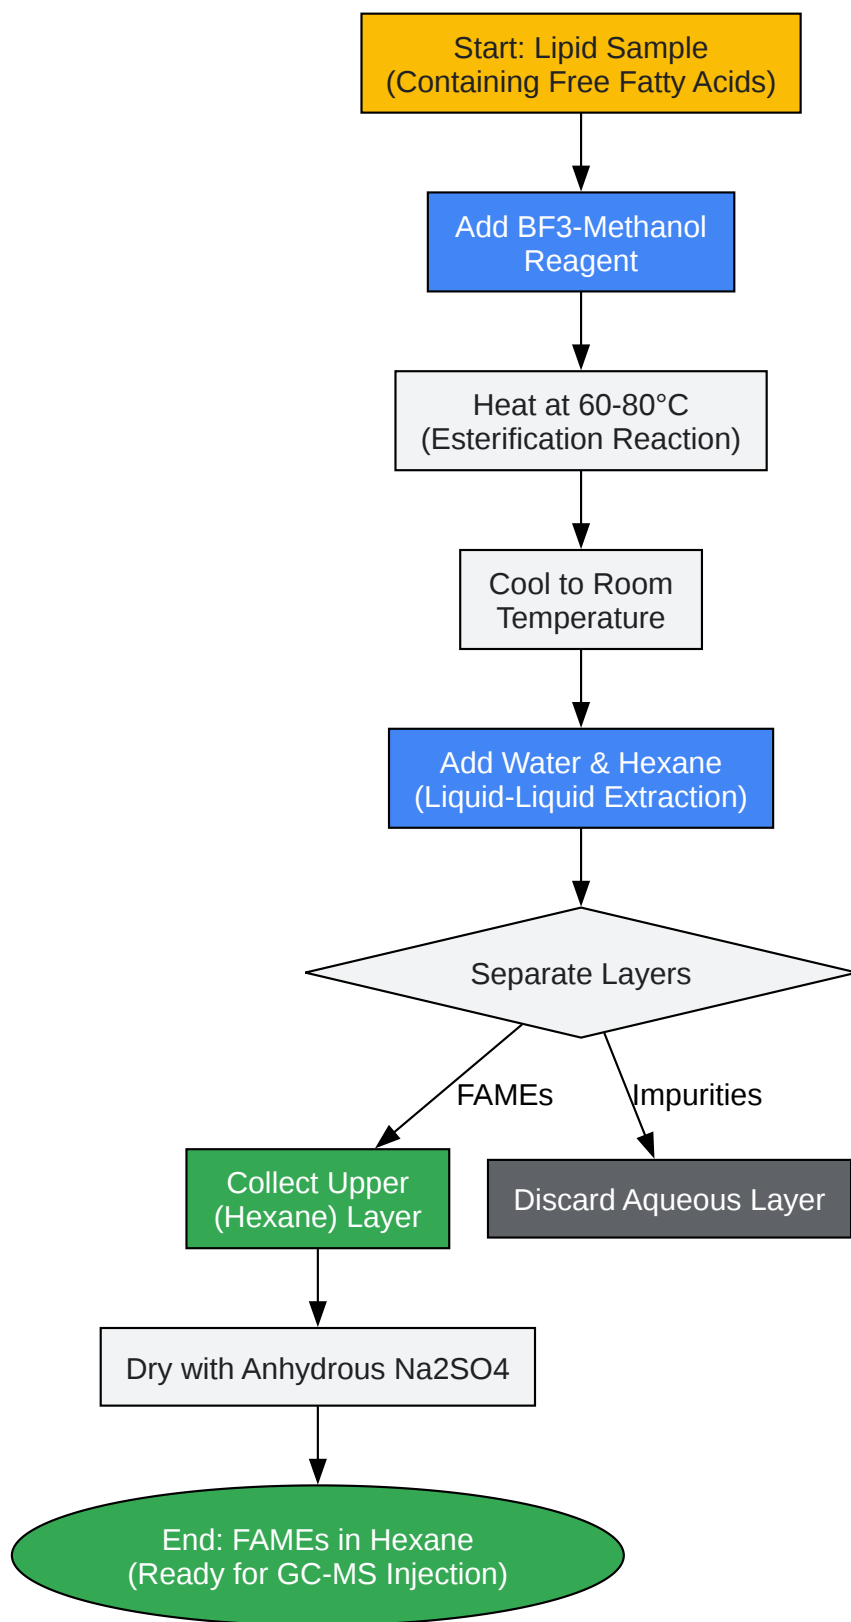 Start: Lipid Sample
(Containing Free Fatty Acids)
Add BF3-Methanol
Reagent
Heat at 60-80°C
(Esterification Reaction)
Cool to Room
Temperature
Add Water & Hexane
(Liquid-Liquid Extraction)
Separate Layers
FAMEs
Impurities
Collect Upper
(Hexane) Layer
Discard Aqueous Layer
Dry with Anhydrous Na2SO4
End: FAMEs in Hexane
(Ready for GC-MS Injection)